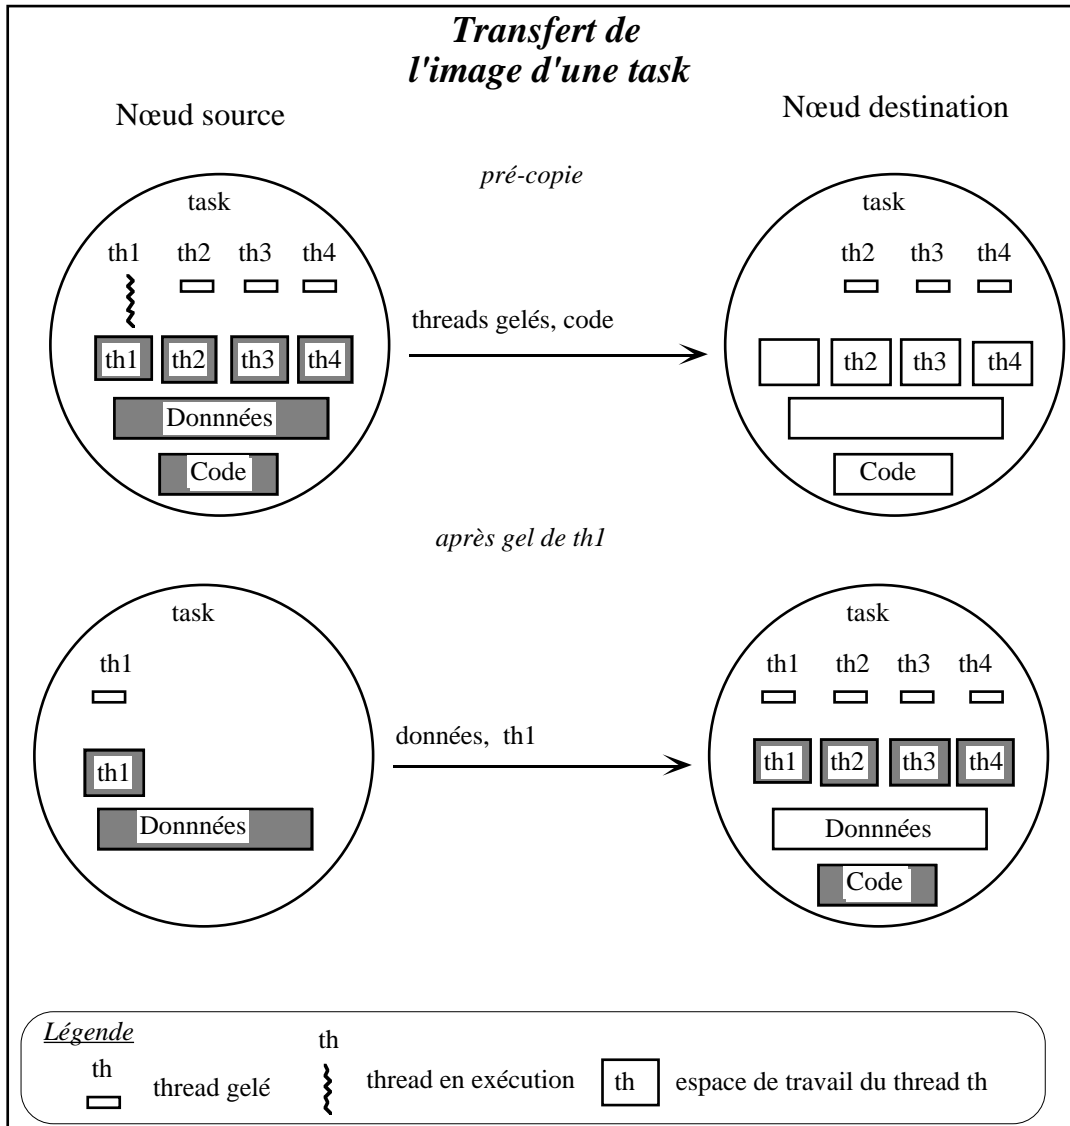 Transfert de
l'image d'une task
Nœud source
Nœud destination
pré-copie
task
th1 th2 th3 th4
th1 th2 th3 th4
Donnnées
Code
threads gelés, code
task
th2 th3 th4
th2 th3 th4
Code
après gel de th1
task
th1
th1
Donnnées
données, th1
task
th1 th2 th3 th4
th1 th2 th3 th4
Donnnées
Code
Légende
th
thread gelé
th
thread en exécution
th
espace de travail du thread th